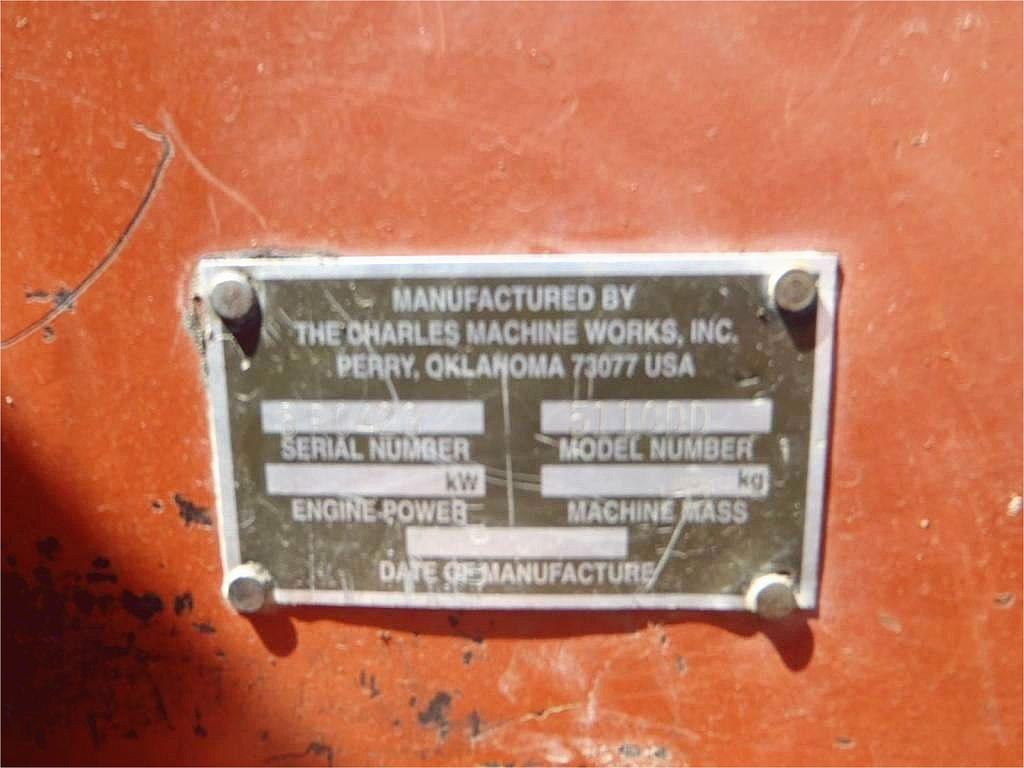 MANUFACTURED BY
THE CHARLES MACHINE WORKS, INC.
PERRY, OKLAHOMA 73077 USA
5110DD
SERIAL NUMBER MODEL NUMBER
kW kg
ENGINE POWER MACHINE MASS
DATE OF MANUFACTURE